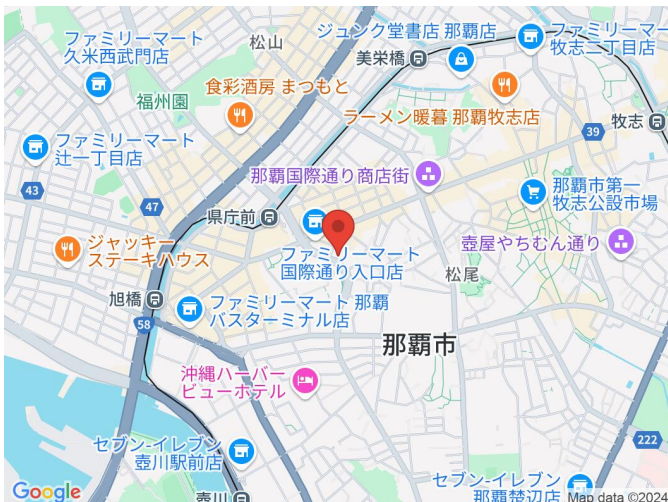 ファミリーマート
久米西武門店
松山
ジュンク堂書店 那覇店
美栄橋
ファミリーマート
牧志二丁目店
福州園
食彩酒房 まつもと
ラーメン暖暮 那覇牧志店
牧志
39
ファミリーマート
辻一丁目店
43
47
那覇国際通り商店街
那覇市第一
牧志公設市場
県庁前
ジャッキー
ステーキハウス
ファミリーマート
国際通り入口店
壺屋やちむん通り
松尾
旭橋
58
ファミリーマート 那覇
バスターミナル店
那覇市
沖縄ハーバー
ビューホテル
222
セブン-イレブン
壺川駅前店
セブン-イレブン
那覇楚辺店
壺川
Google
Map data ©2024